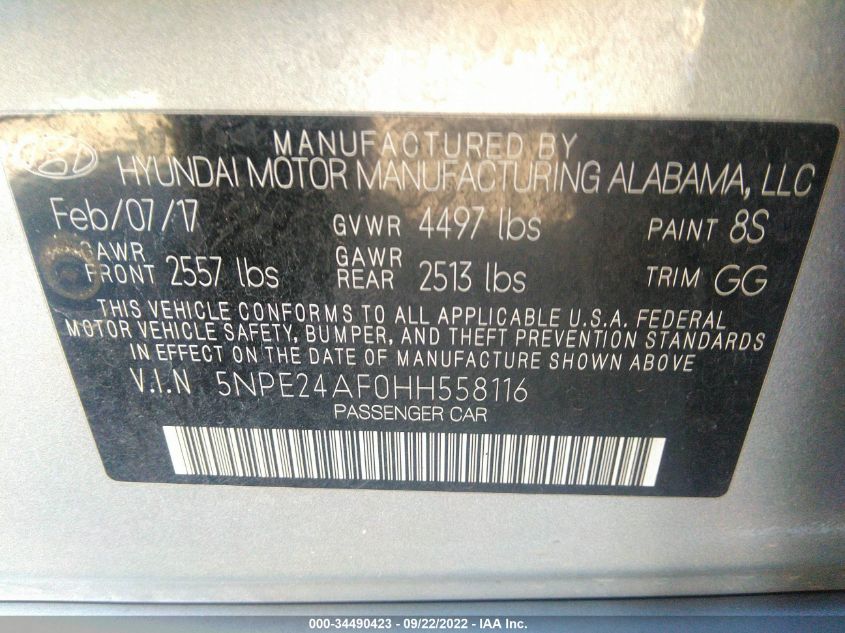 MANUFACTURED BY
HYUNDAI MOTOR MANUFACTURING ALABAMA, LLC
Feb/07/17 GVWR 4497 lbs PAINT 8S
GAWR FRONT 2557 lbs GAWR REAR 2513 lbs TRIM GG
THIS VEHICLE CONFORMS TO ALL APPLICABLE U.S.A. FEDERAL
MOTOR VEHICLE SAFETY, BUMPER, AND THEFT PREVENTION STANDARDS
IN EFFECT ON THE DATE OF MANUFACTURE SHOWN ABOVE
V.I.N 5NPE24AF0HH558116
PASSENGER CAR
000-34490423 - 09/22/2022 - IAA Inc.